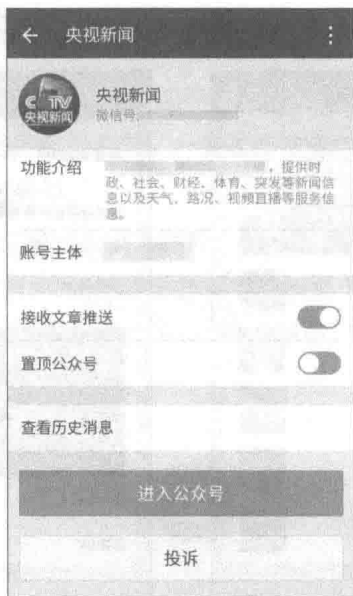 央视新闻
CCTV
央视新闻
央视新闻
微信号:
功能介绍
，提供时
政、社会、财经、体育、突发等新闻信
息以及天气、路况、视频直播等服务信
息。
账号主体
接收文章推送
置顶公众号
查看历史消息
进入公众号
投诉